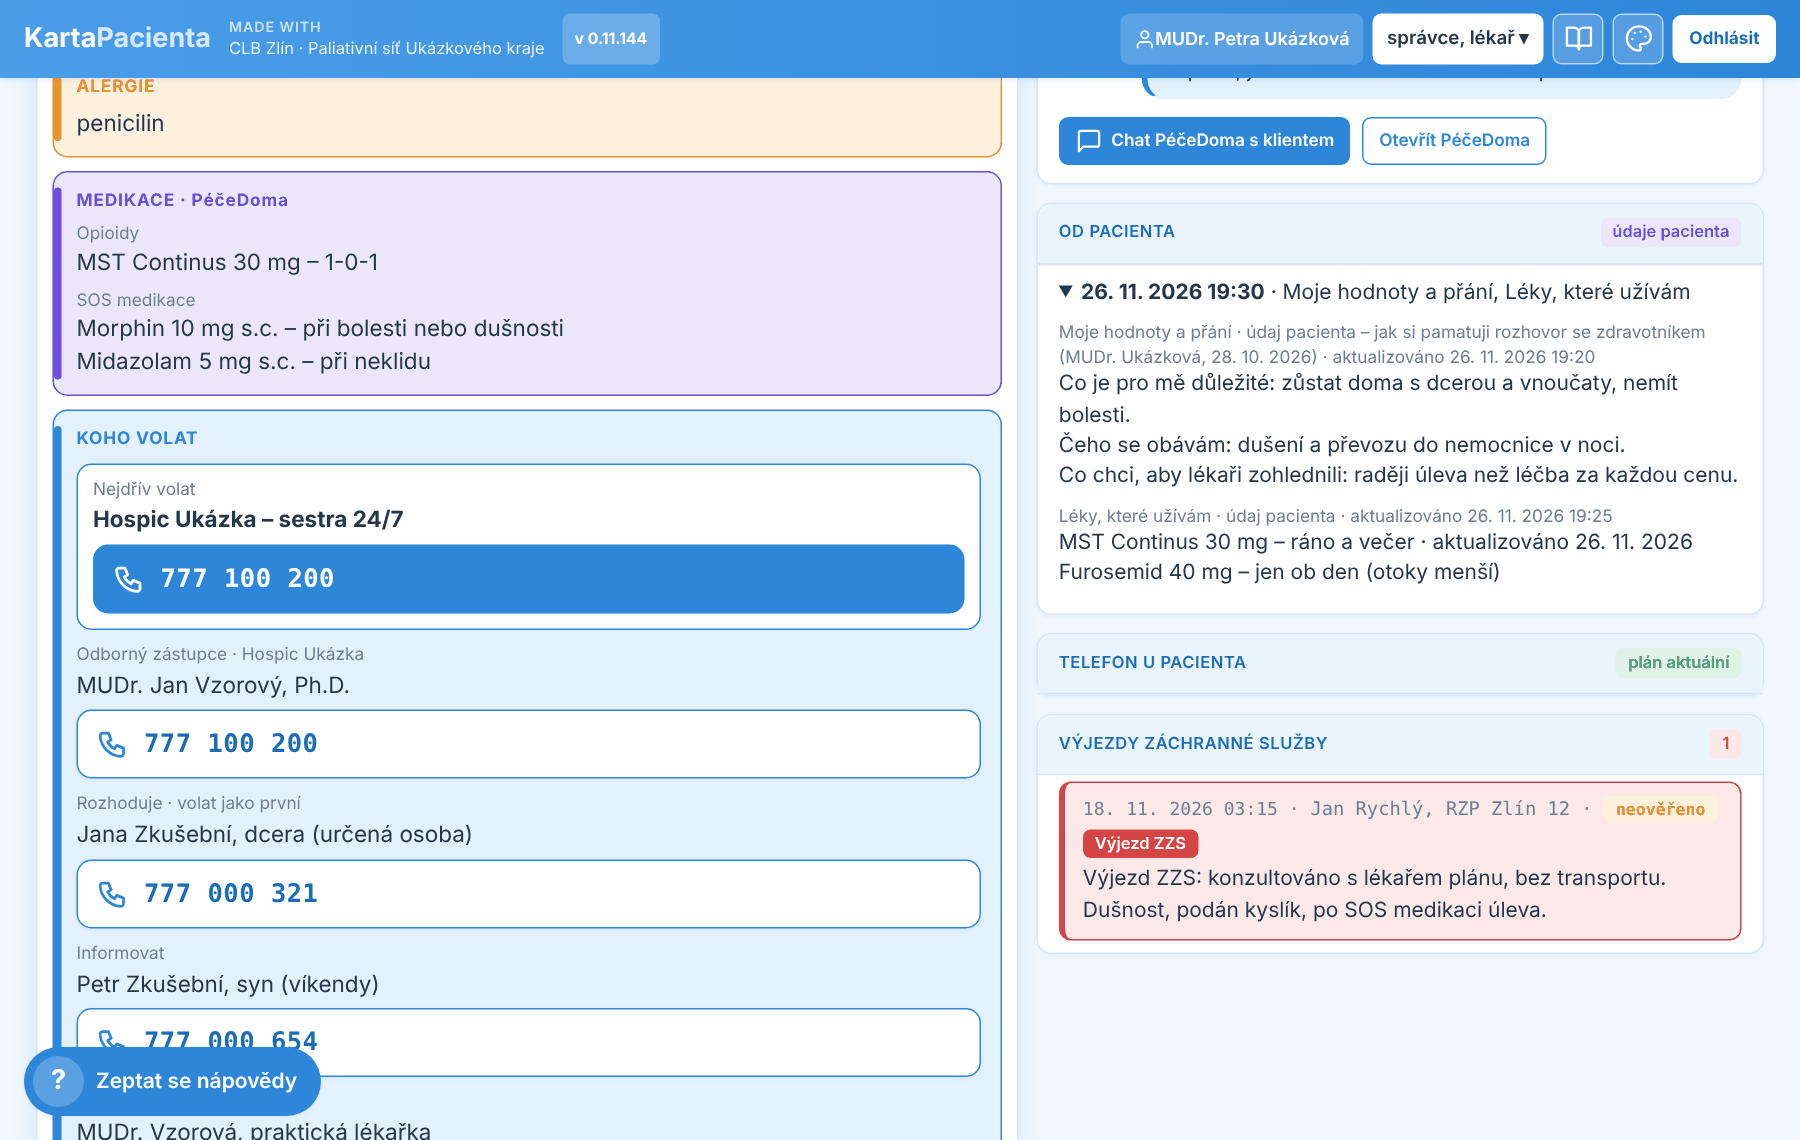 KartaPacienta
MADE WITH
CLB Zlín · Paliativní síť Ukázkového kraje
v 0.11.144
MUDr. Petra Ukázková
správce, lékař ▾
Odhlásit
ALERGIE
penicilin
MEDIKACE · PéčeDoma
Opioidy
MST Continus 30 mg – 1-0-1
SOS medikace
Morphin 10 mg s.c. – při bolesti nebo dušnosti
Midazolam 5 mg s.c. – při neklidu
KOHO VOLAT
Nejdřív volat
Hospic Ukázka – sestra 24/7
777 100 200
Odborný zástupce · Hospic Ukázka
MUDr. Jan Vzorový, Ph.D.
777 100 200
Rozhoduje · volat jako první
Jana Zkušební, dcera (určená osoba)
777 000 321
Informovat
Petr Zkušební, syn (víkendy)
777 000 654
? Zeptat se nápovědy
MUDr. Vzorová, praktická lékařka
Chat PéčeDoma s klientem
Otevřít PéčeDoma
OD PACIENTA
údaje pacienta
▼ 26. 11. 2026 19:30 · Moje hodnoty a přání, Léky, které užívám
Moje hodnoty a přání · údaj pacienta – jak si pamatuji rozhovor se zdravotníkem
(MUDr. Ukázková, 28. 10. 2026) · aktualizováno 26. 11. 2026 19:20
Co je pro mě důležité: zůstat doma s dcerou a vnoučaty, nemít
bolesti.
Čeho se obávám: dušení a převozu do nemocnice v noci.
Co chci, aby lékaři zohlednili: raději úleva než léčba za každou cenu.
Léky, které užívám · údaj pacienta · aktualizováno 26. 11. 2026 19:25
MST Continus 30 mg – ráno a večer · aktualizováno 26. 11. 2026
Furosemid 40 mg – jen ob den (otoky menší)
TELEFON U PACIENTA
plán aktuální
VÝJEZDY ZÁCHRANNÉ SLUŽBY
1
18. 11. 2026 03:15 · Jan Rychlý, RZP Zlín 12 · neověřeno
Výjezd ZZS
Výjezd ZZS: konzultováno s lékařem plánu, bez transportu.
Dušnost, podán kyslík, po SOS medikaci úleva.